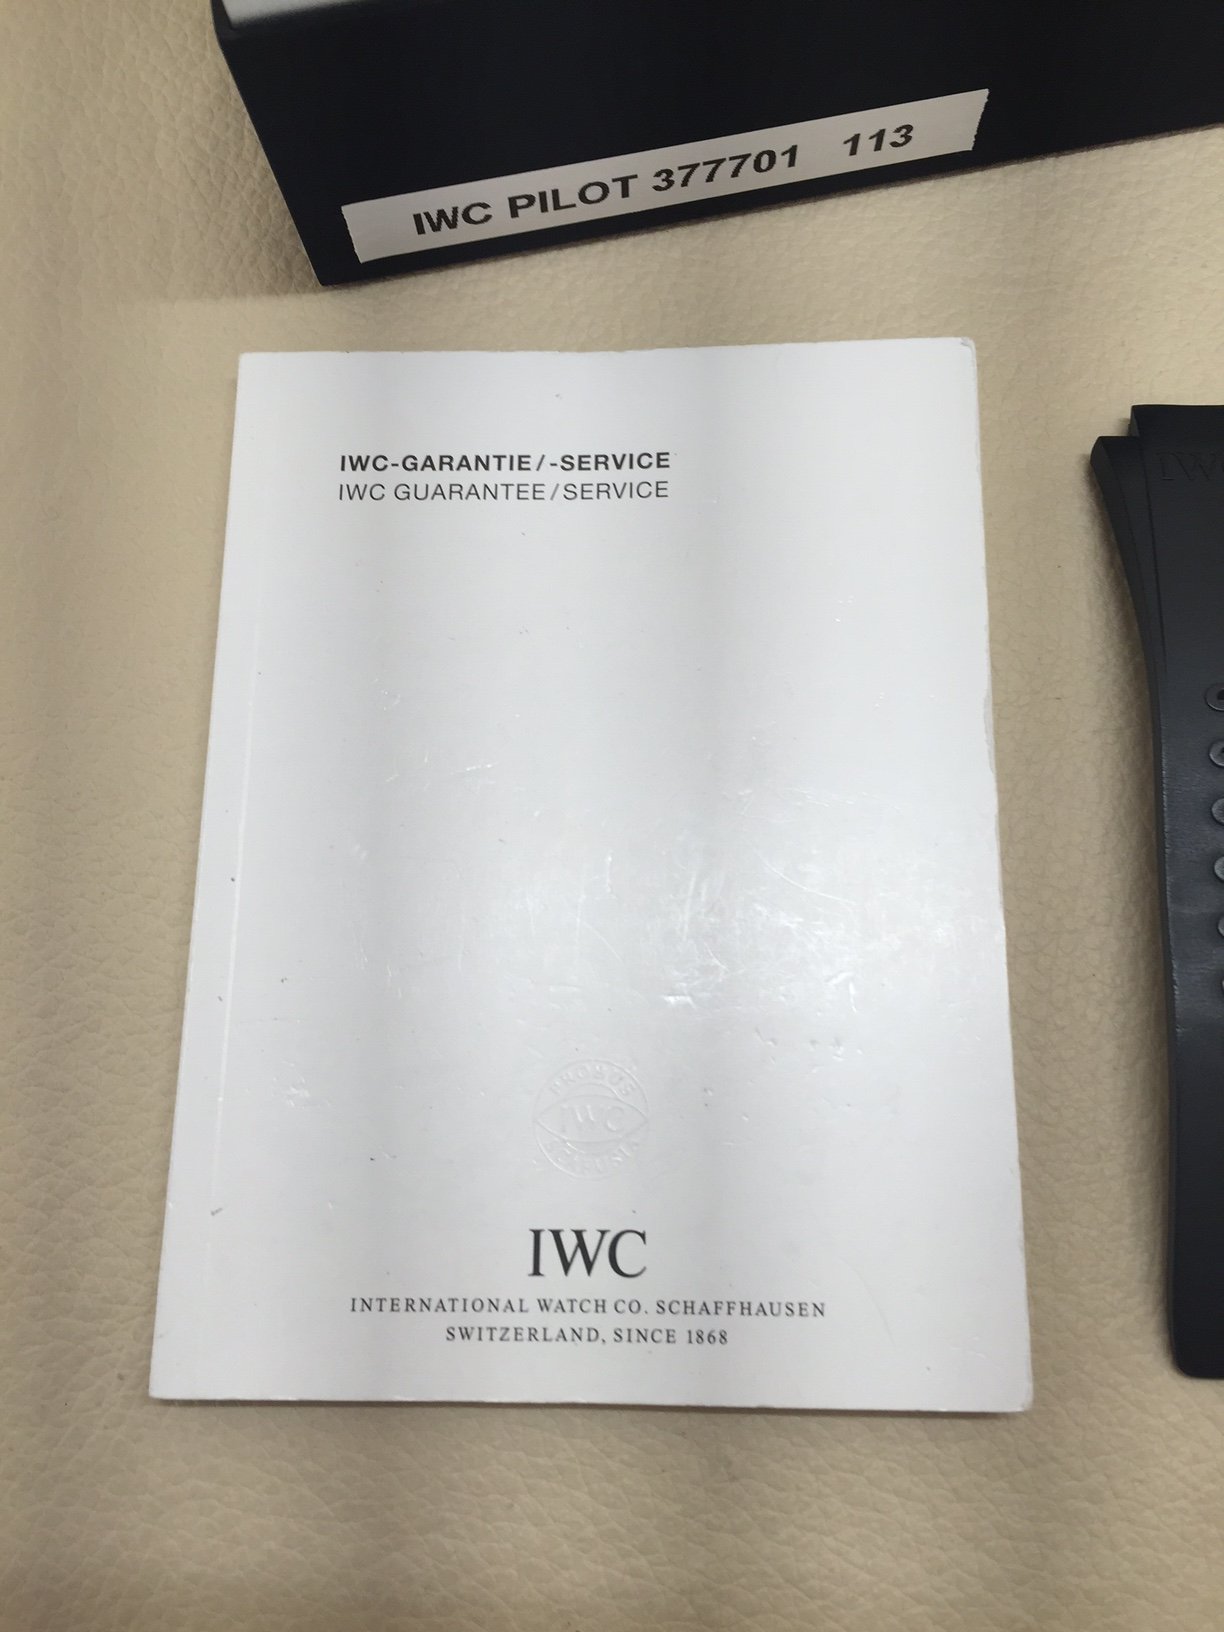 IWC PILOT 377701 113
IWC-GARANTIE/-SERVICE
IWC GUARANTEE/SERVICE
PROBUS
IWC
IWC
INTERNATIONAL WATCH CO. SCHAFFHAUSEN
SWITZERLAND, SINCE 1868